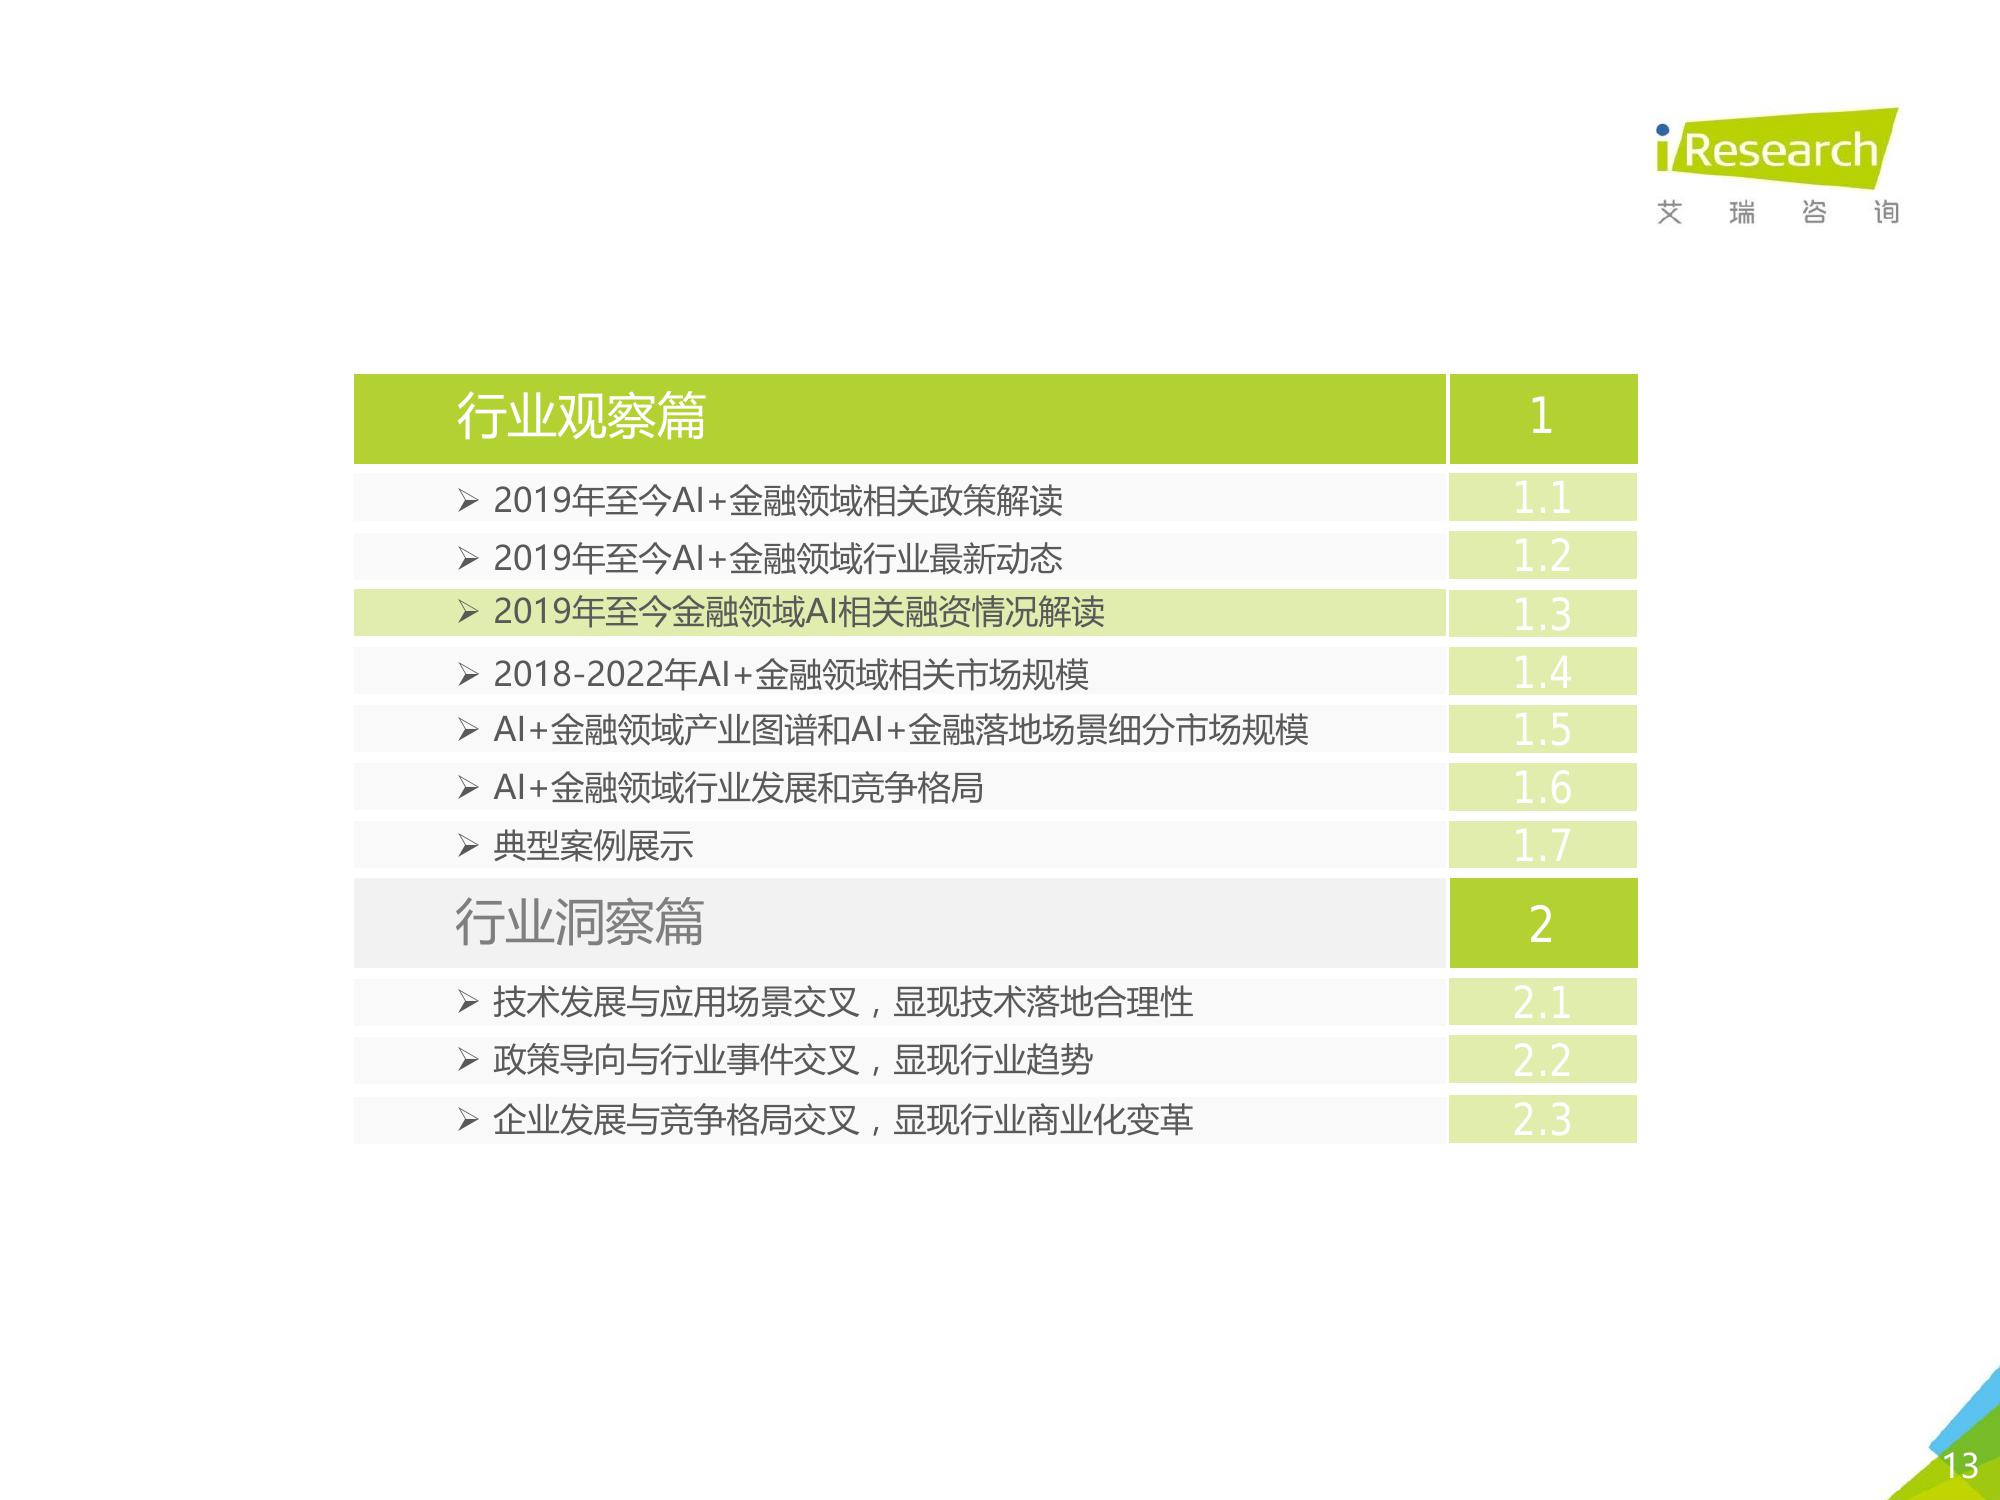 iResearch
艾瑞咨询
行业观察篇 1
➢ 2019年至今AI+金融领域相关政策解读 1.1
➢ 2019年至今AI+金融领域行业最新动态 1.2
➢ 2019年至今金融领域AI相关融资情况解读 1.3
➢ 2018-2022年AI+金融领域相关市场规模 1.4
➢ AI+金融领域产业图谱和AI+金融落地场景细分市场规模 1.5
➢ AI+金融领域行业发展和竞争格局 1.6
➢ 典型案例展示 1.7
行业洞察篇 2
➢ 技术发展与应用场景交叉，显现技术落地合理性 2.1
➢ 政策导向与行业事件交叉，显现行业趋势 2.2
➢ 企业发展与竞争格局交叉，显现行业商业化变革 2.3
13